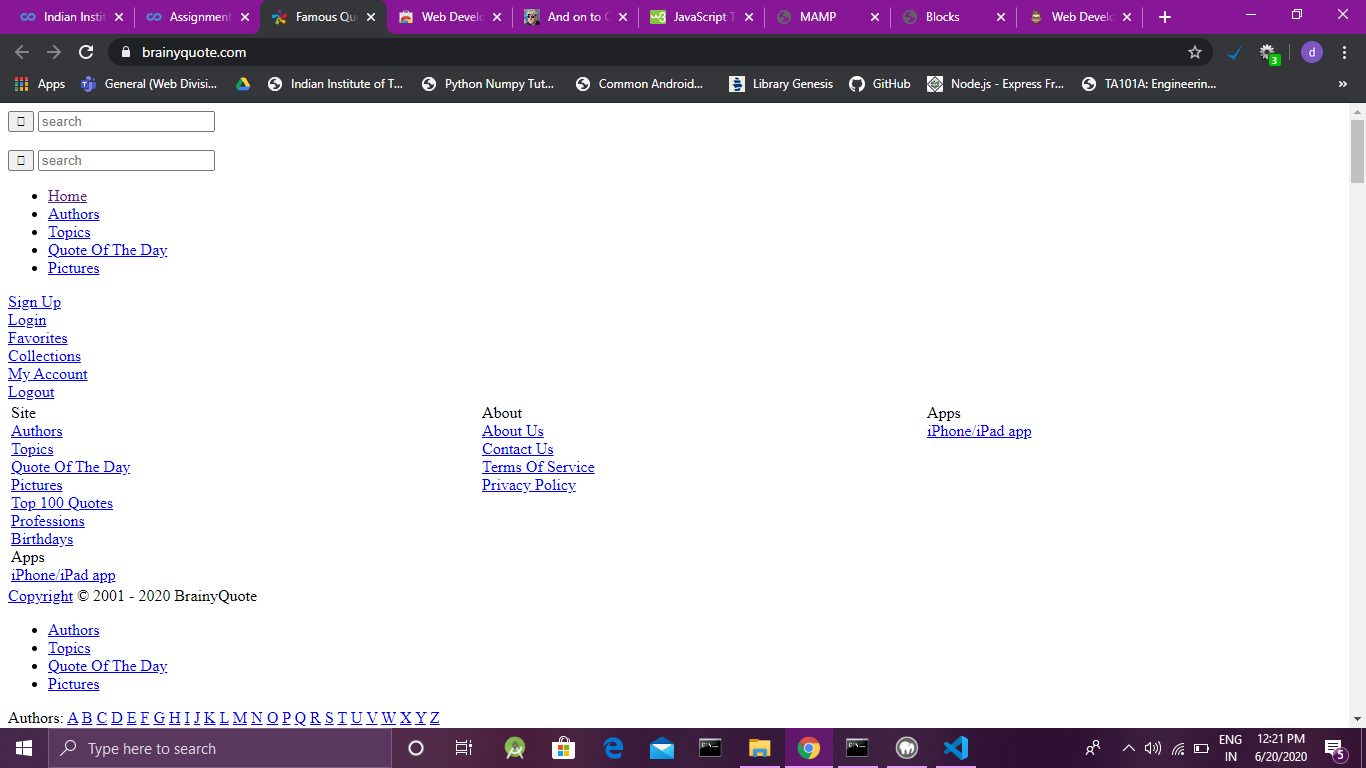 Indian Instit
Assignment
Famous Qu
Web Devel
And on to C
JavaScript T
MAMP
Blocks
Web Devel
brainyquote.com
3
d
Apps
General (Web Divisi...
Indian Institute of T...
Python Numpy Tut...
Common Android...
Library Genesis
GitHub
Node.js - Express Fr...
TA101A: Engineerin...
»
search
search
• Home
• Authors
• Topics
• Quote Of The Day
• Pictures
Sign Up
Login
Favorites
Collections
My Account
Logout
Site
Authors
Topics
Quote Of The Day
Pictures
Top 100 Quotes
Professions
Birthdays
Apps
iPhone/iPad app
About
About Us
Contact Us
Terms Of Service
Privacy Policy
Apps
iPhone/iPad app
Copyright © 2001 - 2020 BrainyQuote
• Authors
• Topics
• Quote Of The Day
• Pictures
Authors: A B C D E F G H I J K L M N O P Q R S T U V W X Y Z
Type here to search
ENG
IN
12:21 PM
6/20/2020
5